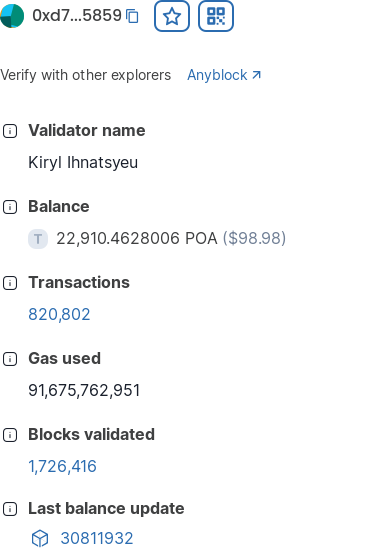 0xd7...5859
Verify with other explorers Anyblock
Validator name
Kiryl Ihnatsyeu
Balance
T 22,910.4628006 POA ($98.98)
Transactions
820,802
Gas used
91,675,762,951
Blocks validated
1,726,416
Last balance update
30811932